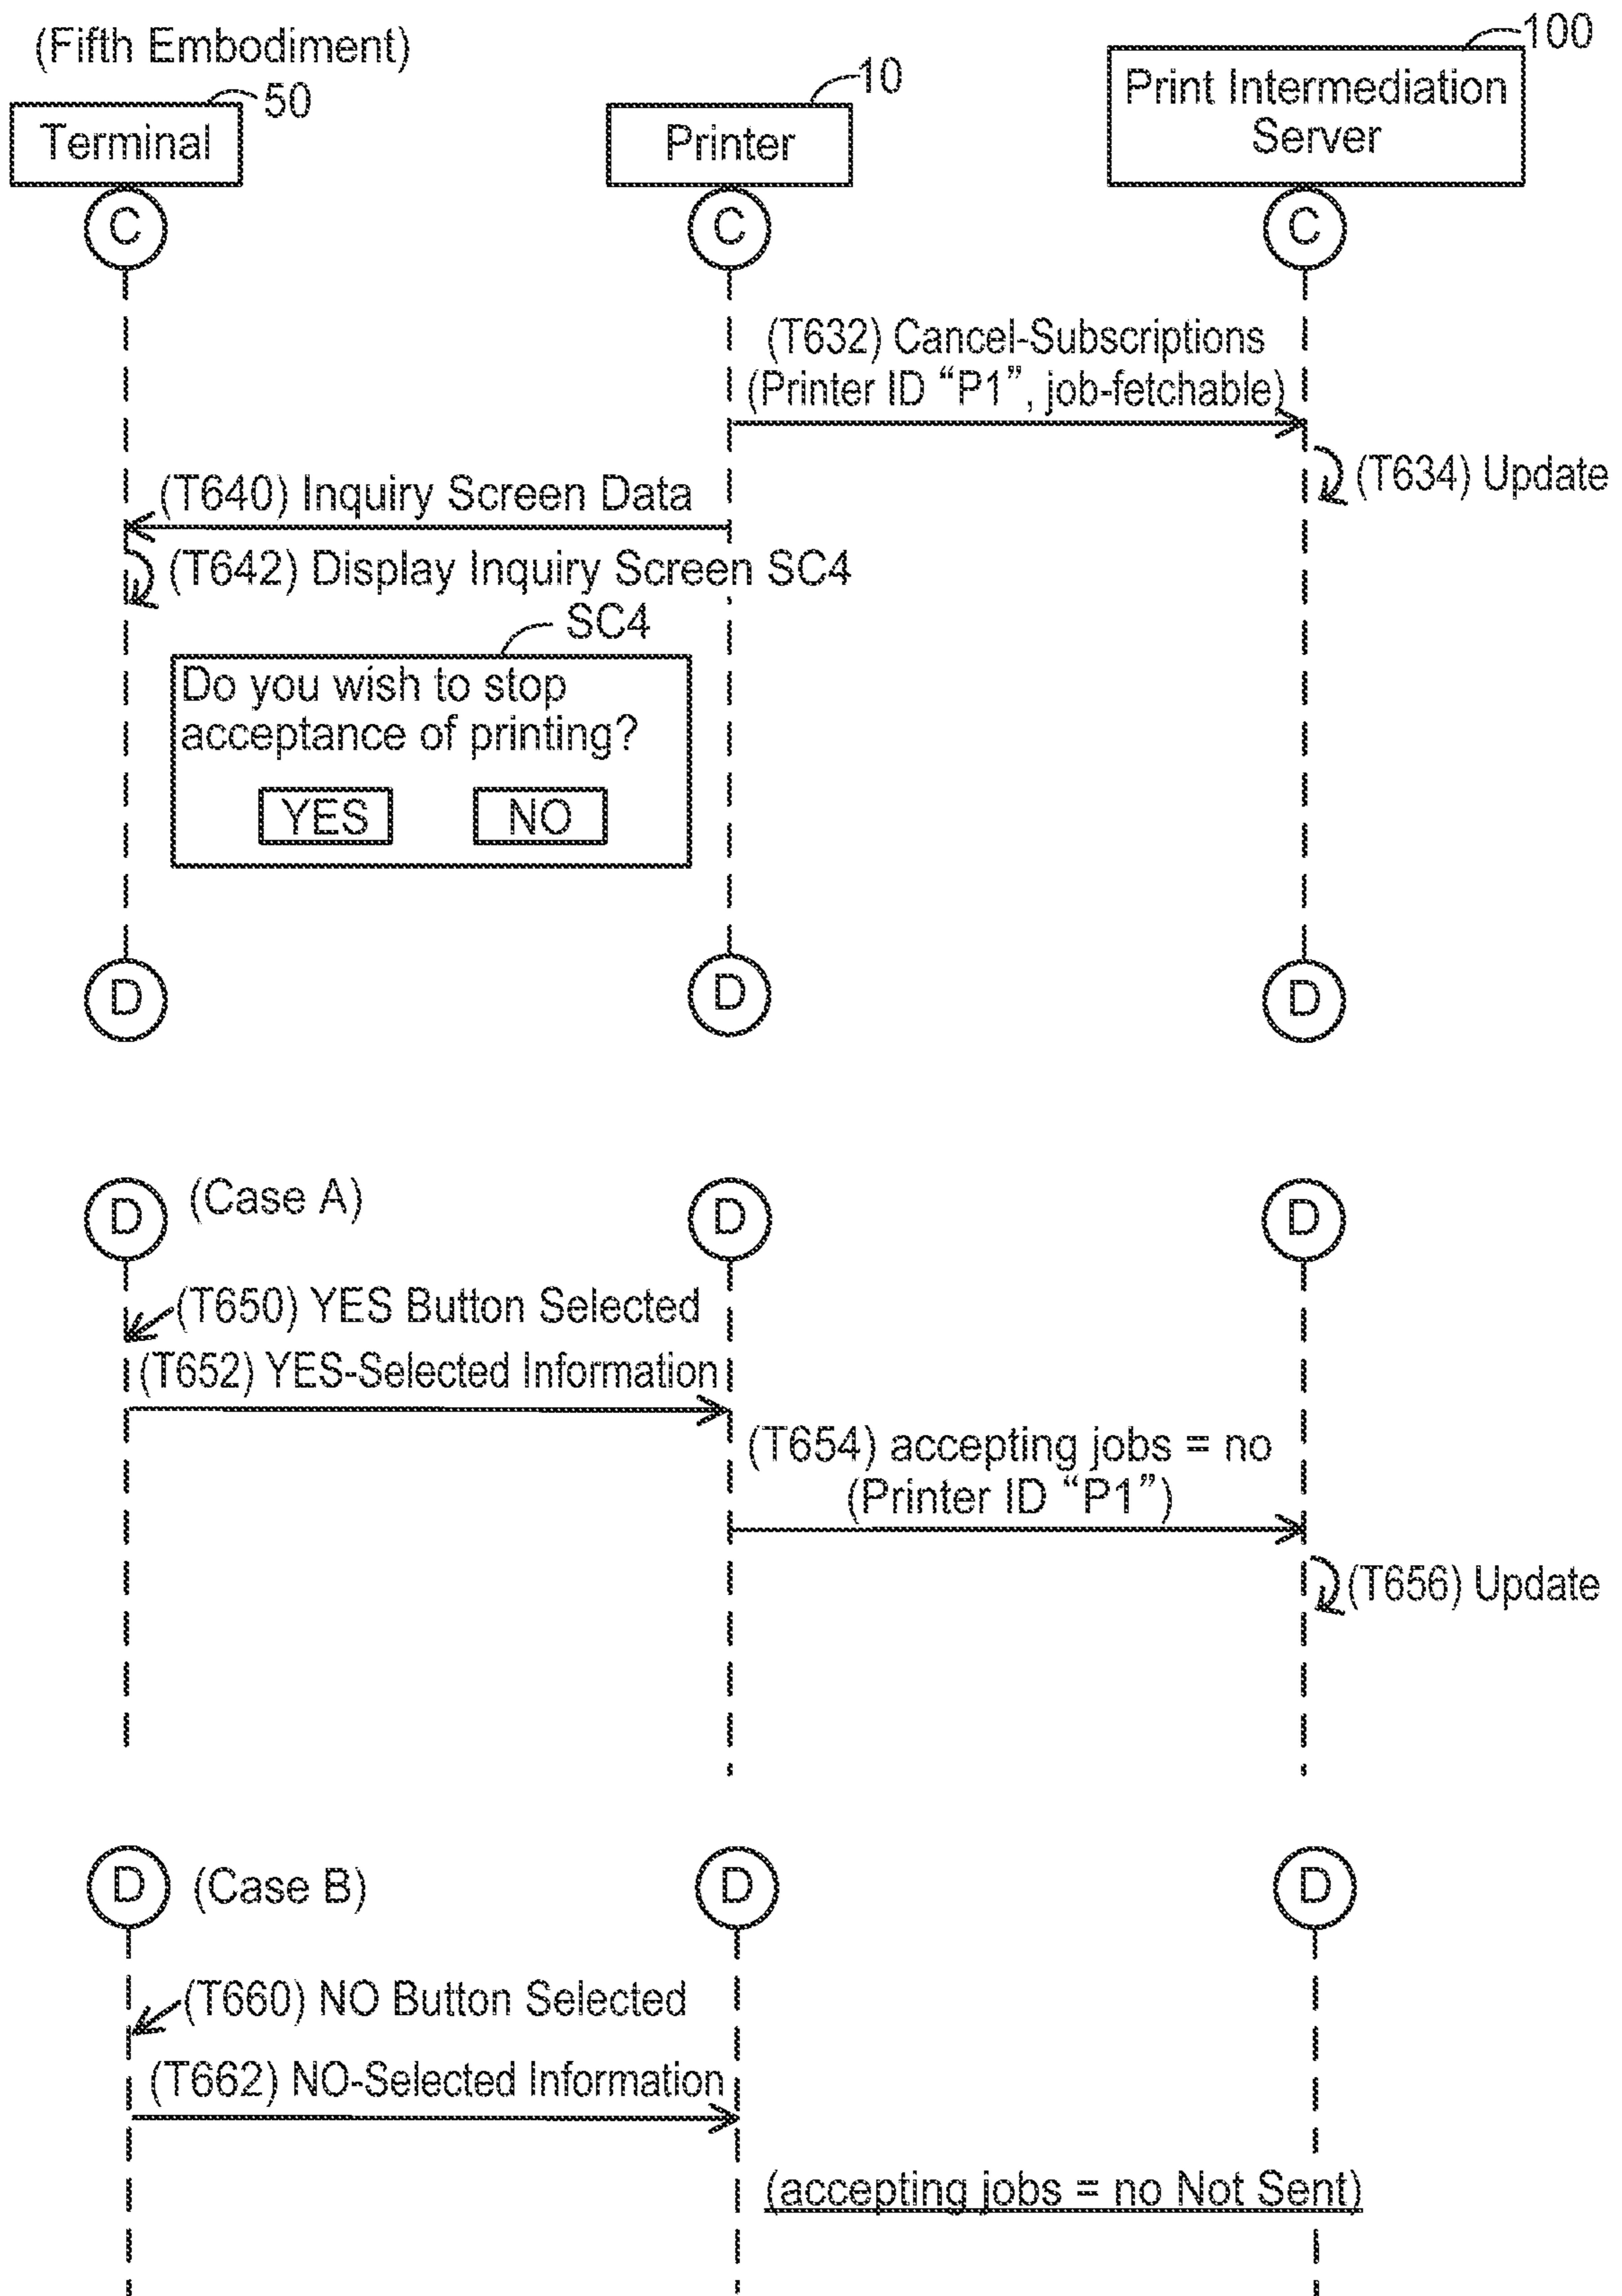 (Fifth Embodiment)
100
50
10
Terminal
Printer
Print Intermediation
Server
C
C
C
(T632) Cancel-Subscriptions
(Printer ID “P1”, job-fetchable)
(T634) Update
(T640) Inquiry Screen Data
(T642) Display Inquiry Screen SC4
SC4
Do you wish to stop
acceptance of printing?
YES
NO
D
D
D
D
(Case A)
D
D
(T650) YES Button Selected
(T652) YES-Selected Information
(T654) accepting jobs = no
(Printer ID “P1”)
(T656) Update
D
(Case B)
D
D
(T660) NO Button Selected
(T662) NO-Selected Information
(accepting jobs = no Not Sent)